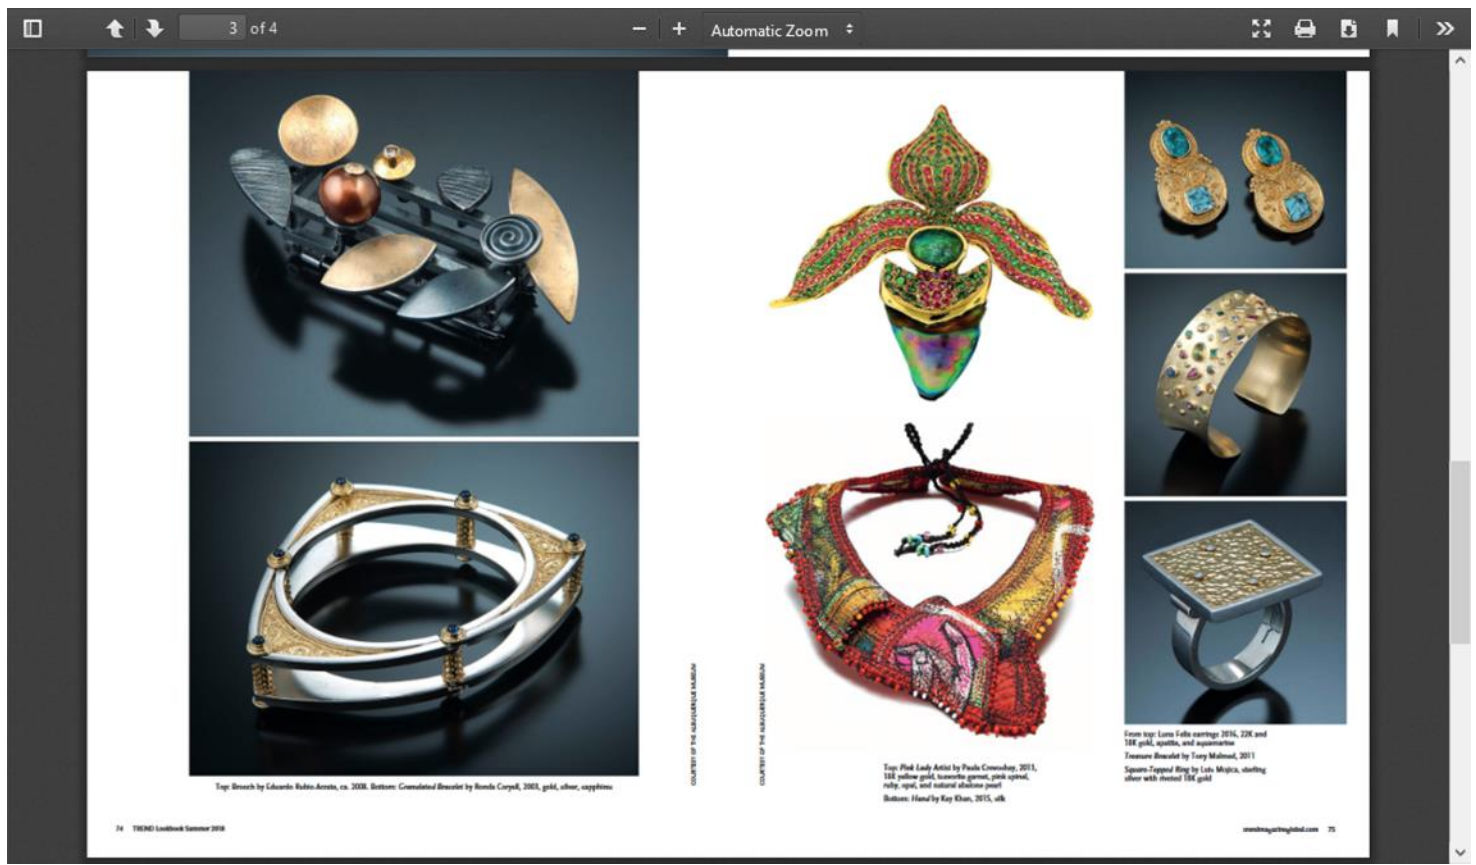 3 of 4
Automatic Zoom
Top: Brooch by Eduardo Rubio-Arzate, ca. 2008. Bottom: Granulated Bracelet by Ronda Coryell, 2003, gold, silver, sapphires
COURTESY OF THE ALBUQUERQUE MUSEUM
COURTESY OF THE ALBUQUERQUE MUSEUM
Top: Pink Lady Artist by Paula Crevoshay, 2013,
18K yellow gold, tsavorite garnet, pink spinel,
ruby, opal, and natural abalone pearl
Bottom: Hand by Kay Khan, 2015, silk
From top: Luna Felix earrings 2016, 22K and
18K gold, apatite, and aquamarine
Treasure Bracelet by Tony Malmed, 2011
Square-Topped Ring by Luis Mojica, sterling
silver with riveted 18K gold
74 TREND Lookbook Summer 2018
trendmagazineglobal.com 75